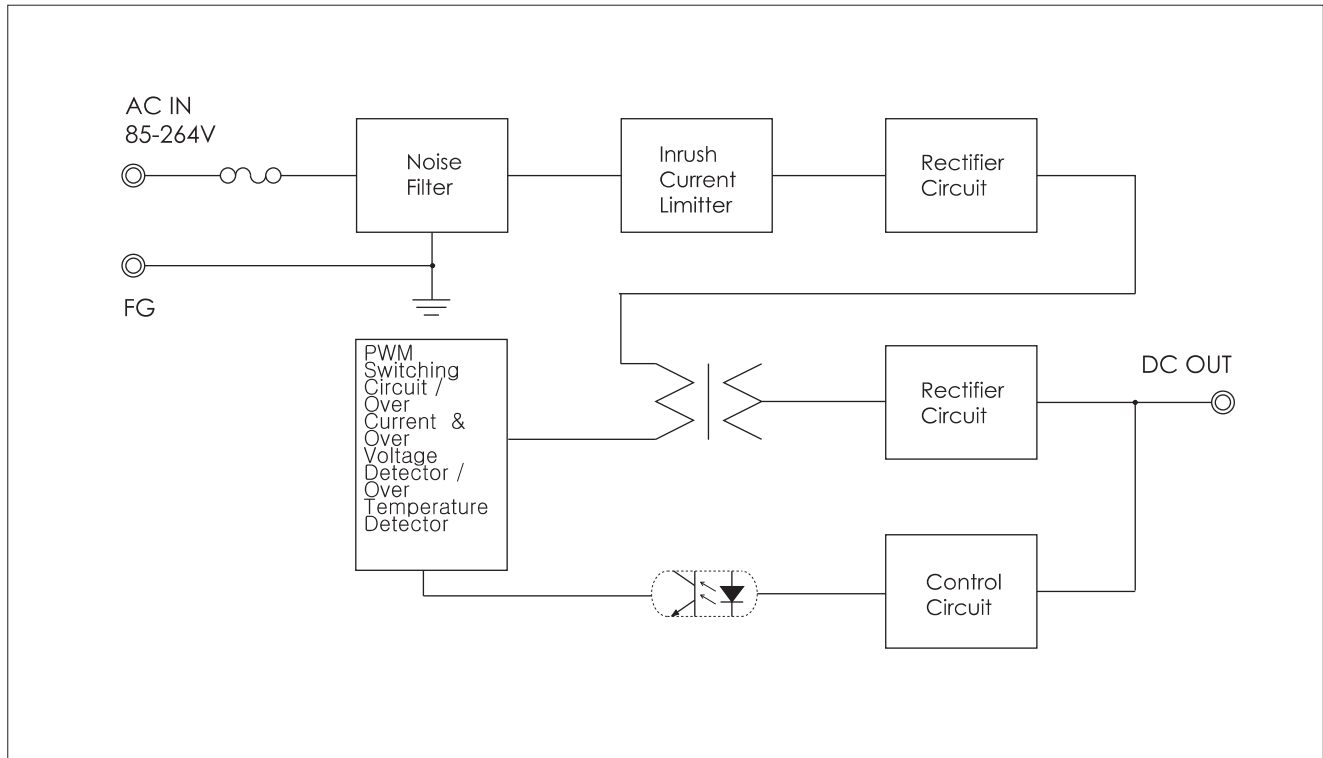 AC IN
85-264V
Noise
Filter
Inrush
Current
Limitter
Rectifier
Circuit
FG
PWM
Switching
Circuit /
Over
Current &
Over
Voltage
Detector /
Over
Temperature
Detector
Rectifier
Circuit
DC OUT
Control
Circuit